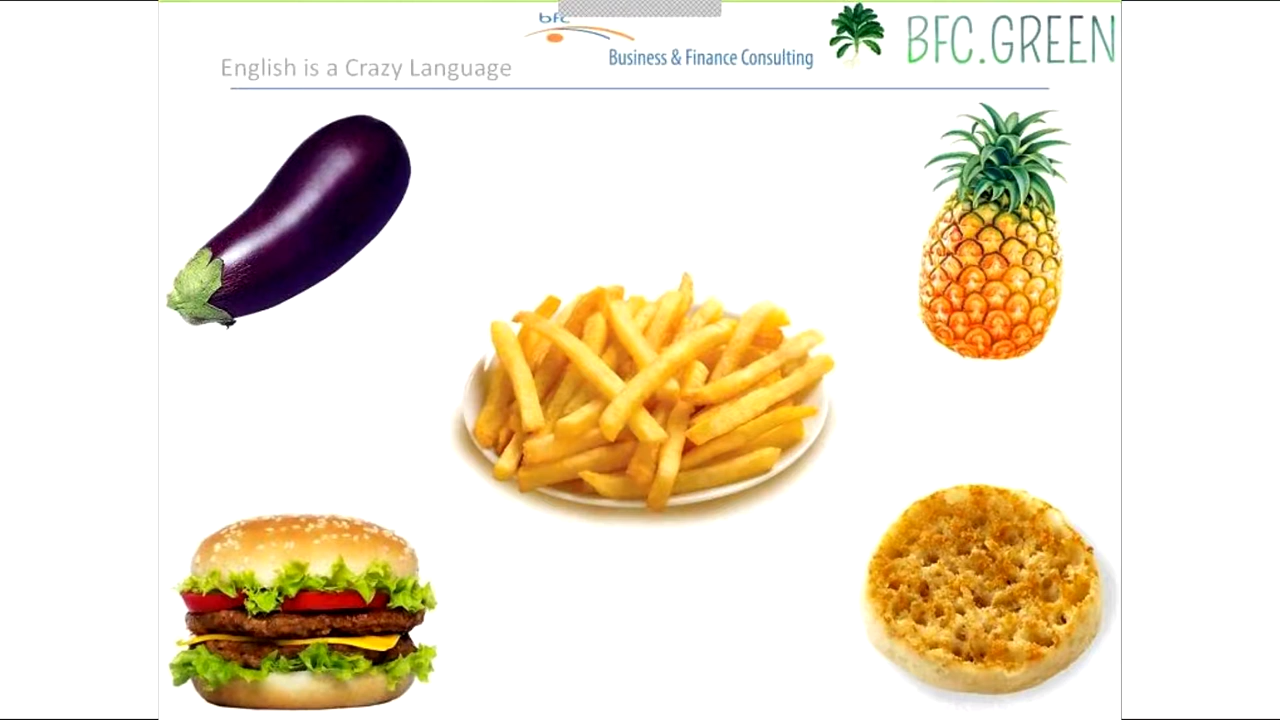 bfc
BFC.GREEN
Business & Finance Consulting
English is a Crazy Language